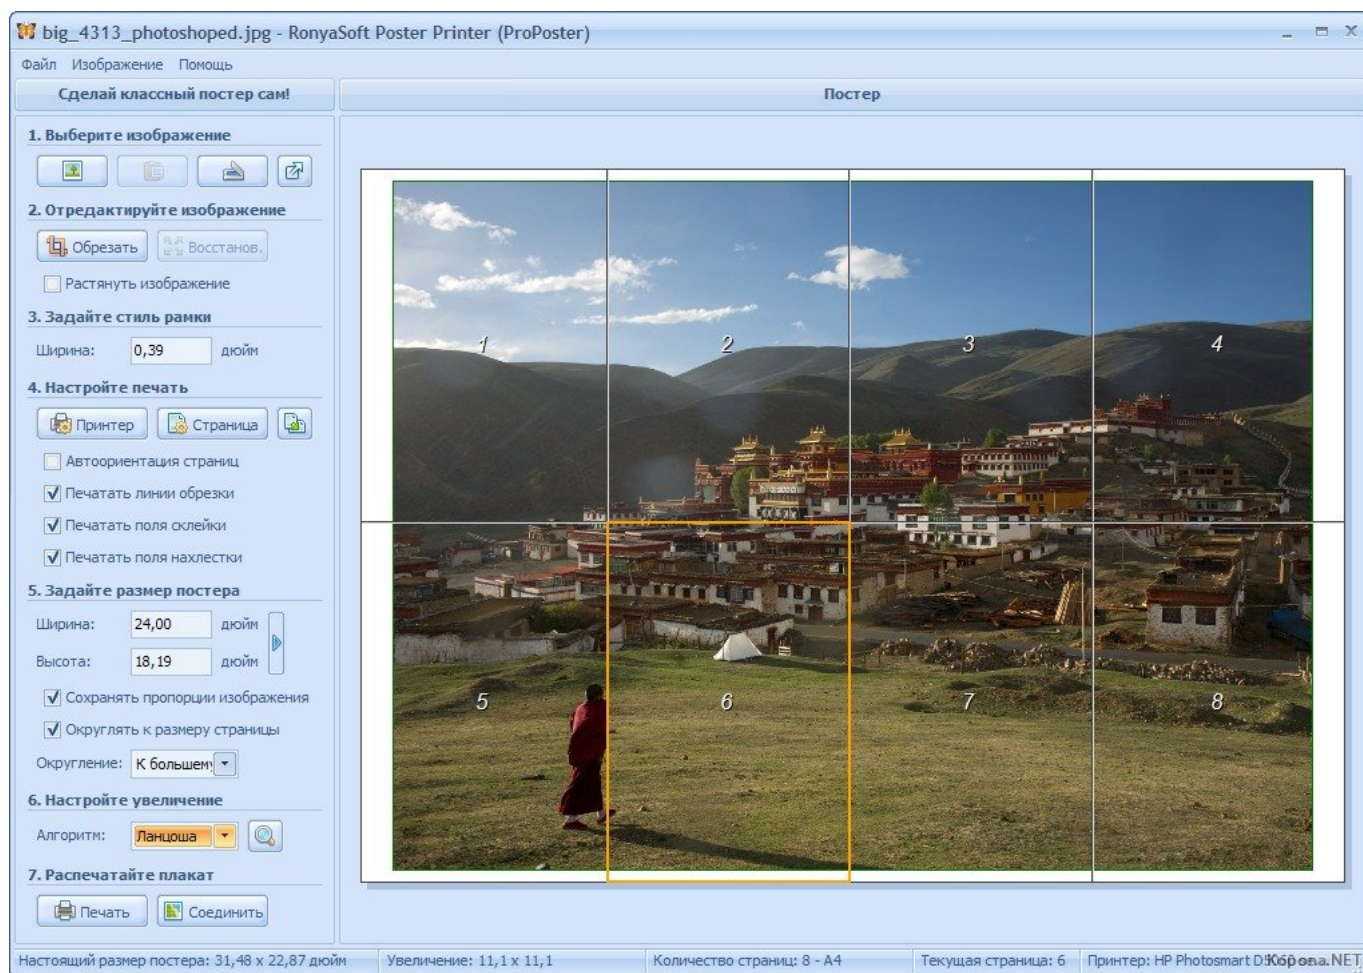 big_4313_photoshoped.jpg - RonyaSoft Poster Printer (ProPoster)
Файл Изображение Помощь
Сделай классный постер сам!
Постер
1. Выберите изображение
2. Отредактируйте изображение
Обрезать Восстанов.
Растянуть изображение
3. Задайте стиль рамки
Ширина: 0,39 дюйм
4. Настройте печать
Принтер Страница
Автоориентация страниц
Печатать линии обрезки
Печатать поля склейки
Печатать поля нахлестки
5. Задайте размер постера
Ширина: 24,00 дюйм
Высота: 18,19 дюйм
Сохранять пропорции изображения
Округлять к размеру страницы
Округление: К большем
6. Настройте увеличение
Алгоритм: Ланцоша
7. Распечатайте плакат
Печать Соединить
1 2 3 4
5 6 7 8
Настоящий размер постера: 31,48 x 22,87 дюйм Увеличение: 11,1 x 11,1 Количество страниц: 8 - A4 Текущая страница: 6 Принтер: HP Photosmart
Kopona.NET